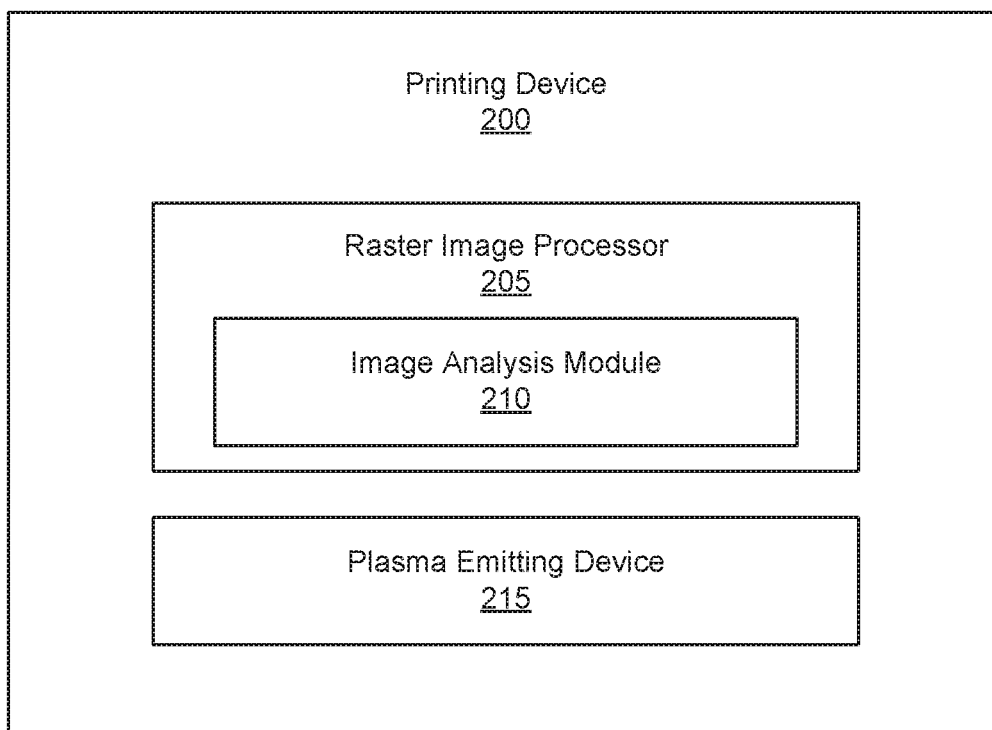 Printing Device
200
Raster Image Processor
205
Image Analysis Module
210
Plasma Emitting Device
215